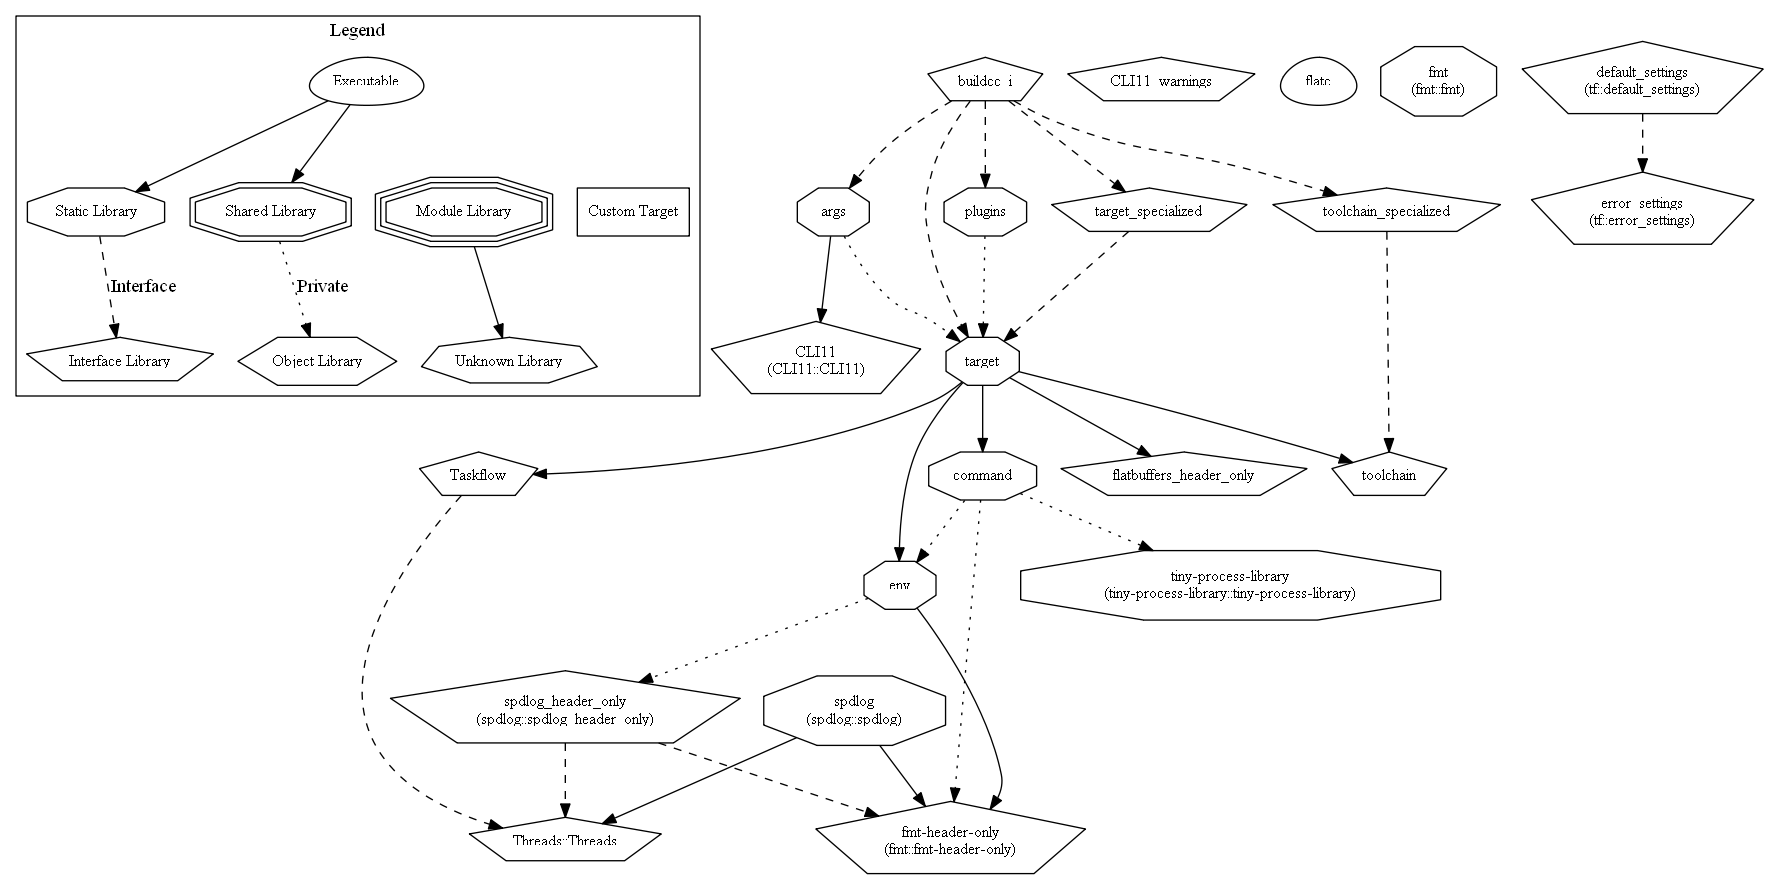 Legend
Executable
Static Library
Shared Library
Module Library
Custom Target
Interface
Private
Interface Library
Object Library
Unknown Library
buildcc_i
CLI11_warnings
flatc
fmt
(fmt::fmt)
default_settings
(tf::default_settings)
args
plugins
target_specialized
toolchain_specialized
error_settings
(tf::error_settings)
CLI11
(CLI11::CLI11)
target
Taskflow
command
flatbuffers_header_only
toolchain
env
tiny-process-library
(tiny-process-library::tiny-process-library)
spdlog_header_only
(spdlog::spdlog_header_only)
spdlog
(spdlog::spdlog)
Threads::Threads
fmt-header-only
(fmt::fmt-header-only)